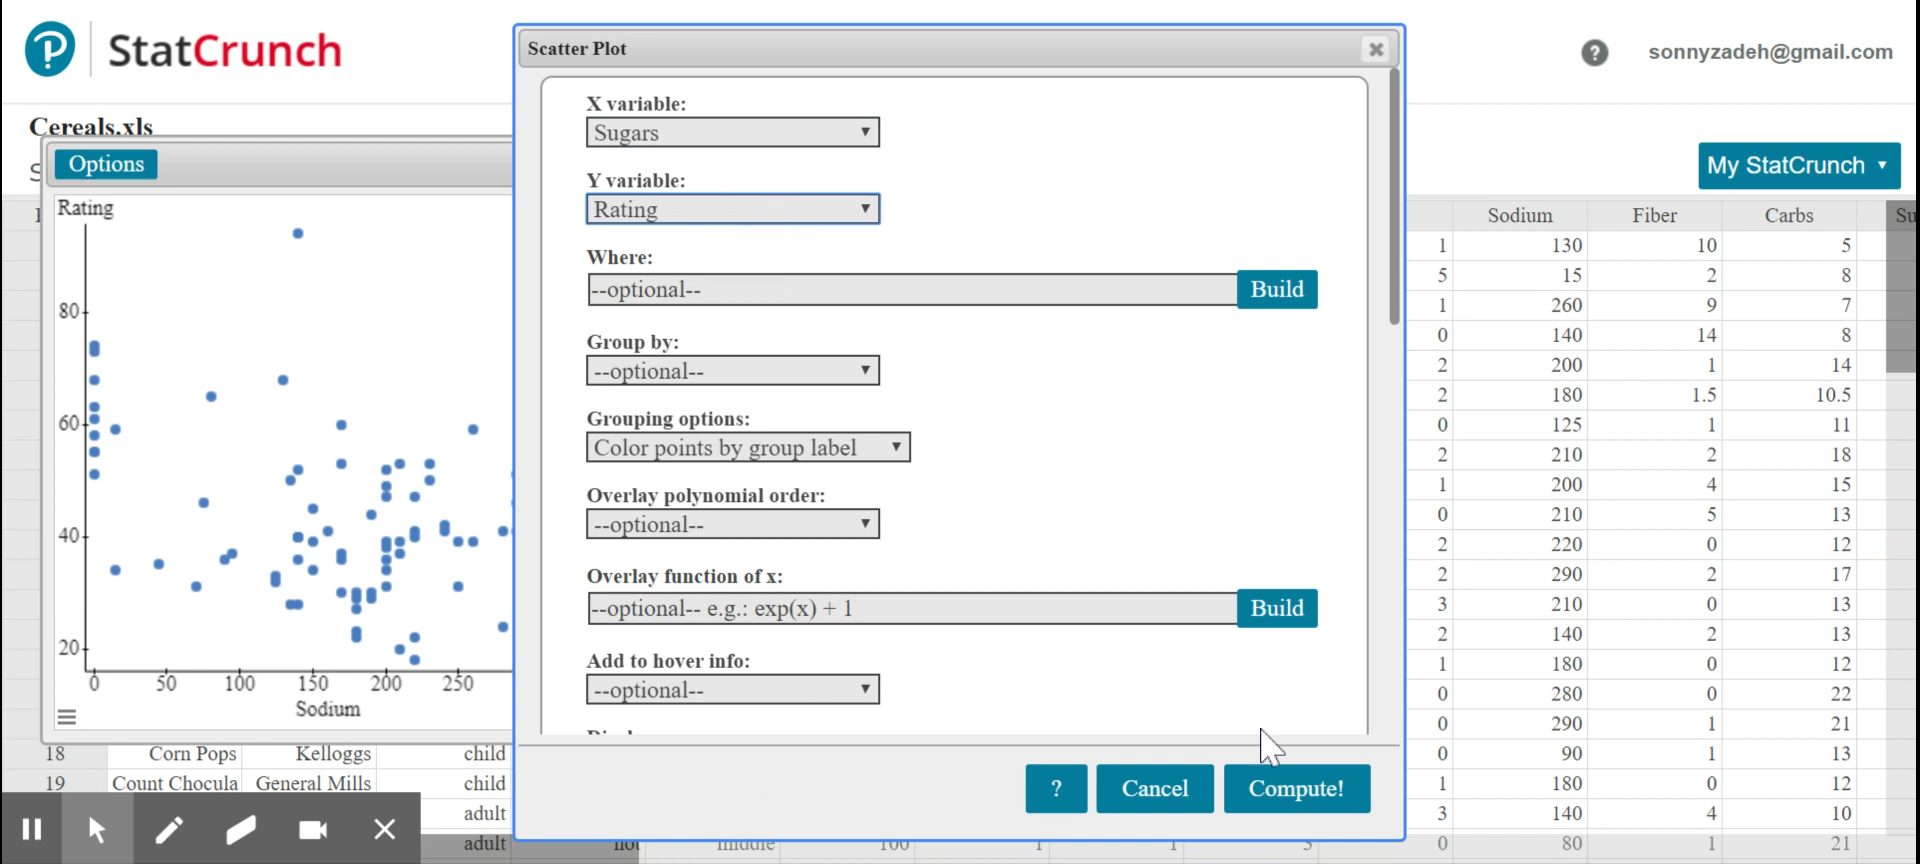 StatCrunch
sonnyzadeh@gmail.com
Cereals.xls
My StatCrunch
Options
Rating
80
60
40
20
0 50 100 150 200 250
Sodium
Scatter Plot
X variable:
Sugars
Y variable:
Rating
Where:
--optional--
Build
Group by:
--optional--
Grouping options:
Color points by group label
Overlay polynomial order:
--optional--
Overlay function of x:
--optional-- e.g.: exp(x) + 1
Build
Add to hover info:
--optional--
?
Cancel
Compute!
Sodium Fiber Carbs Su
1 130 10 5
5 15 2 8
1 260 9 7
0 140 14 8
2 200 1 14
2 180 1.5 10.5
0 125 1 11
2 210 2 18
1 200 4 15
0 210 5 13
2 220 0 12
2 290 2 17
3 210 0 13
2 140 2 13
1 180 0 12
0 280 0 22
0 290 1 21
0 90 1 13
1 180 0 12
3 140 4 10
0 80 1 21
18 Corn Pops Kelloggs child
19 Count Chocula General Mills child
adult
adult middle 100 1 1 3